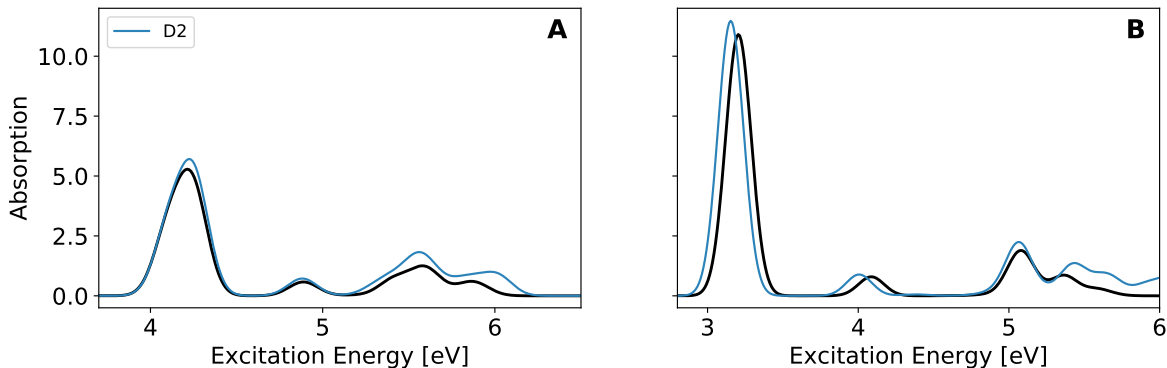 D2
A
B
10.0
7.5
5.0
2.5
0.0
Absorption
4 5 6
3 4 5 6
Excitation Energy [eV]
Excitation Energy [eV]